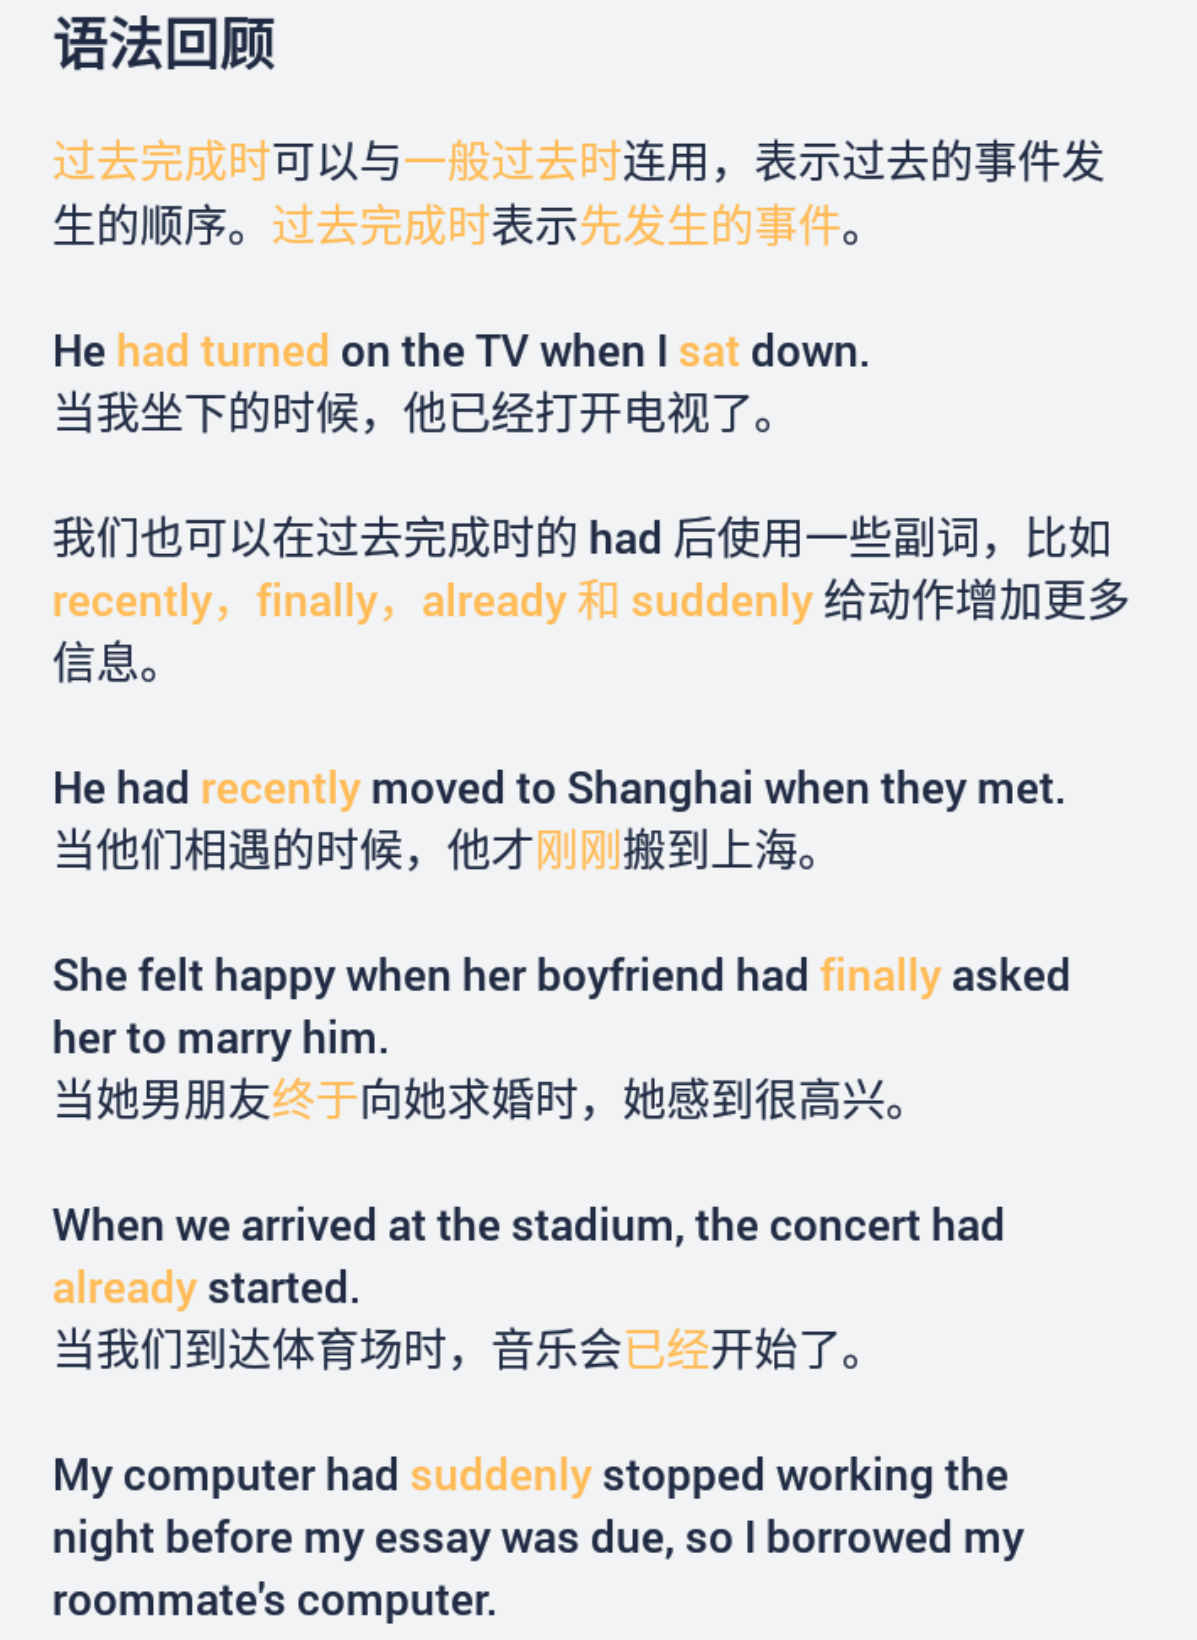 语法回顾
过去完成时可以与一般过去时连用，表示过去的事件发
生的顺序。过去完成时表示先发生的事件。
He had turned on the TV when I sat down.
当我坐下的时候，他已经打开电视了。
我们也可以在过去完成时的 had 后使用一些副词，比如
recently，finally，already 和 suddenly 给动作增加更多
信息。
He had recently moved to Shanghai when they met.
当他们相遇的时候，他才刚刚搬到上海。
She felt happy when her boyfriend had finally asked
her to marry him.
当她男朋友终于向她求婚时，她感到很高兴。
When we arrived at the stadium, the concert had
already started.
当我们到达体育场时，音乐会已经开始了。
My computer had suddenly stopped working the
night before my essay was due, so I borrowed my
roommate's computer.